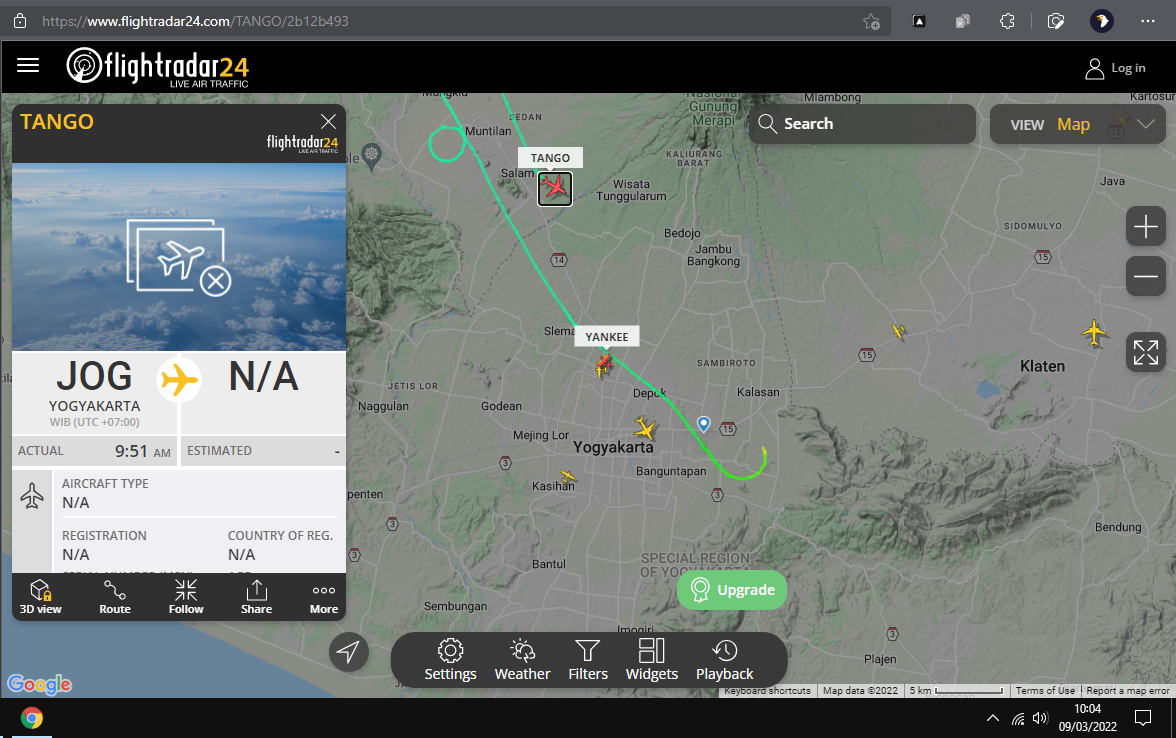 https://www.flightradar24.com/TANGO/2b12b493
flightradar24
LIVE AIR TRAFFIC
Log in
TANGO
flightradar24
LIVE AIR TRAFFIC
JOG
YOGYAKARTA
WIB (UTC +07:00)
N/A
ACTUAL 9:51 AM
ESTIMATED -
AIRCRAFT TYPE
N/A
REGISTRATION
N/A
COUNTRY OF REG.
N/A
3D view
Route
Follow
Share
More
Search
VIEW Map
Mungkid
SEDAN
Nasional
Gunung
Merapi
Mlambong
Kartosur
Muntilan
TANGO
Salam
KALIURANG
BARAT
Wisata
Tunggularum
Java
Bedojo
SIDOMULYO
Jambu
Bangkong
14
15
Slema
YANKEE
15
SAMBIROTO
Klaten
JETIS LOR
Depok
Kalasan
Naggulan
Godean
15
Mejing Lor
Yogyakarta
3
Banguntapan
Kasihan
penten
3
3
Bendung
3
Bantul
SPECIAL REGION
OF YOGYAKARTA
Upgrade
Sembungan
Imogiri
3
Plajen
Settings
Weather
Filters
Widgets
Playback
Google
Keyboard shortcuts
Map data ©2022
5 km
Terms of Use
Report a map error
10:04
09/03/2022